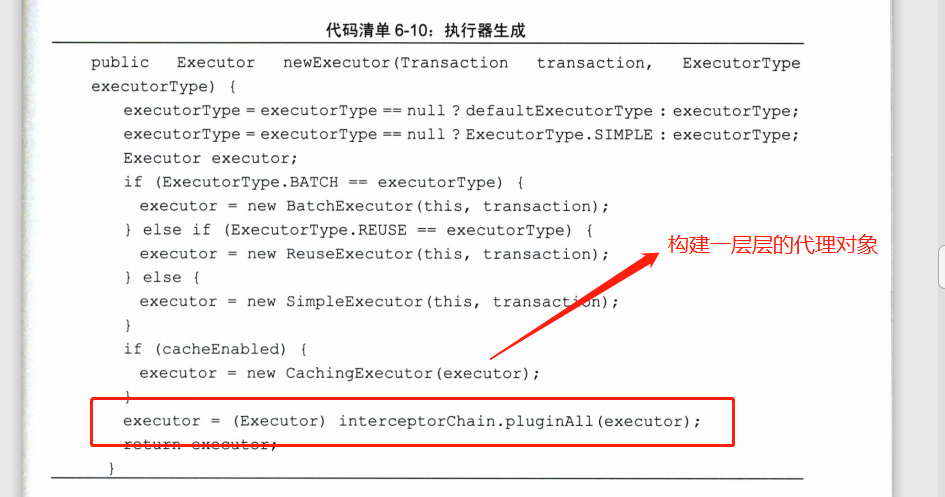 代码清单 6-10：执行器生成
public Executor newExecutor(Transaction transaction, ExecutorType
executorType) {
executorType = executorType == null ? defaultExecutorType : executorType;
executorType = executorType == null ? ExecutorType.SIMPLE : executorType;
Executor executor;
if (ExecutorType.BATCH == executorType) {
executor = new BatchExecutor(this, transaction);
} else if (ExecutorType.REUSE == executorType) {
构建一层层的代理对象
executor = new ReuseExecutor(this, transaction);
} else {
executor = new SimpleExecutor(this, transaction);
}
if (cacheEnabled) {
executor = new CachingExecutor(executor);
}
executor = (Executor) interceptorChain.pluginAll(executor);
return executor;
}